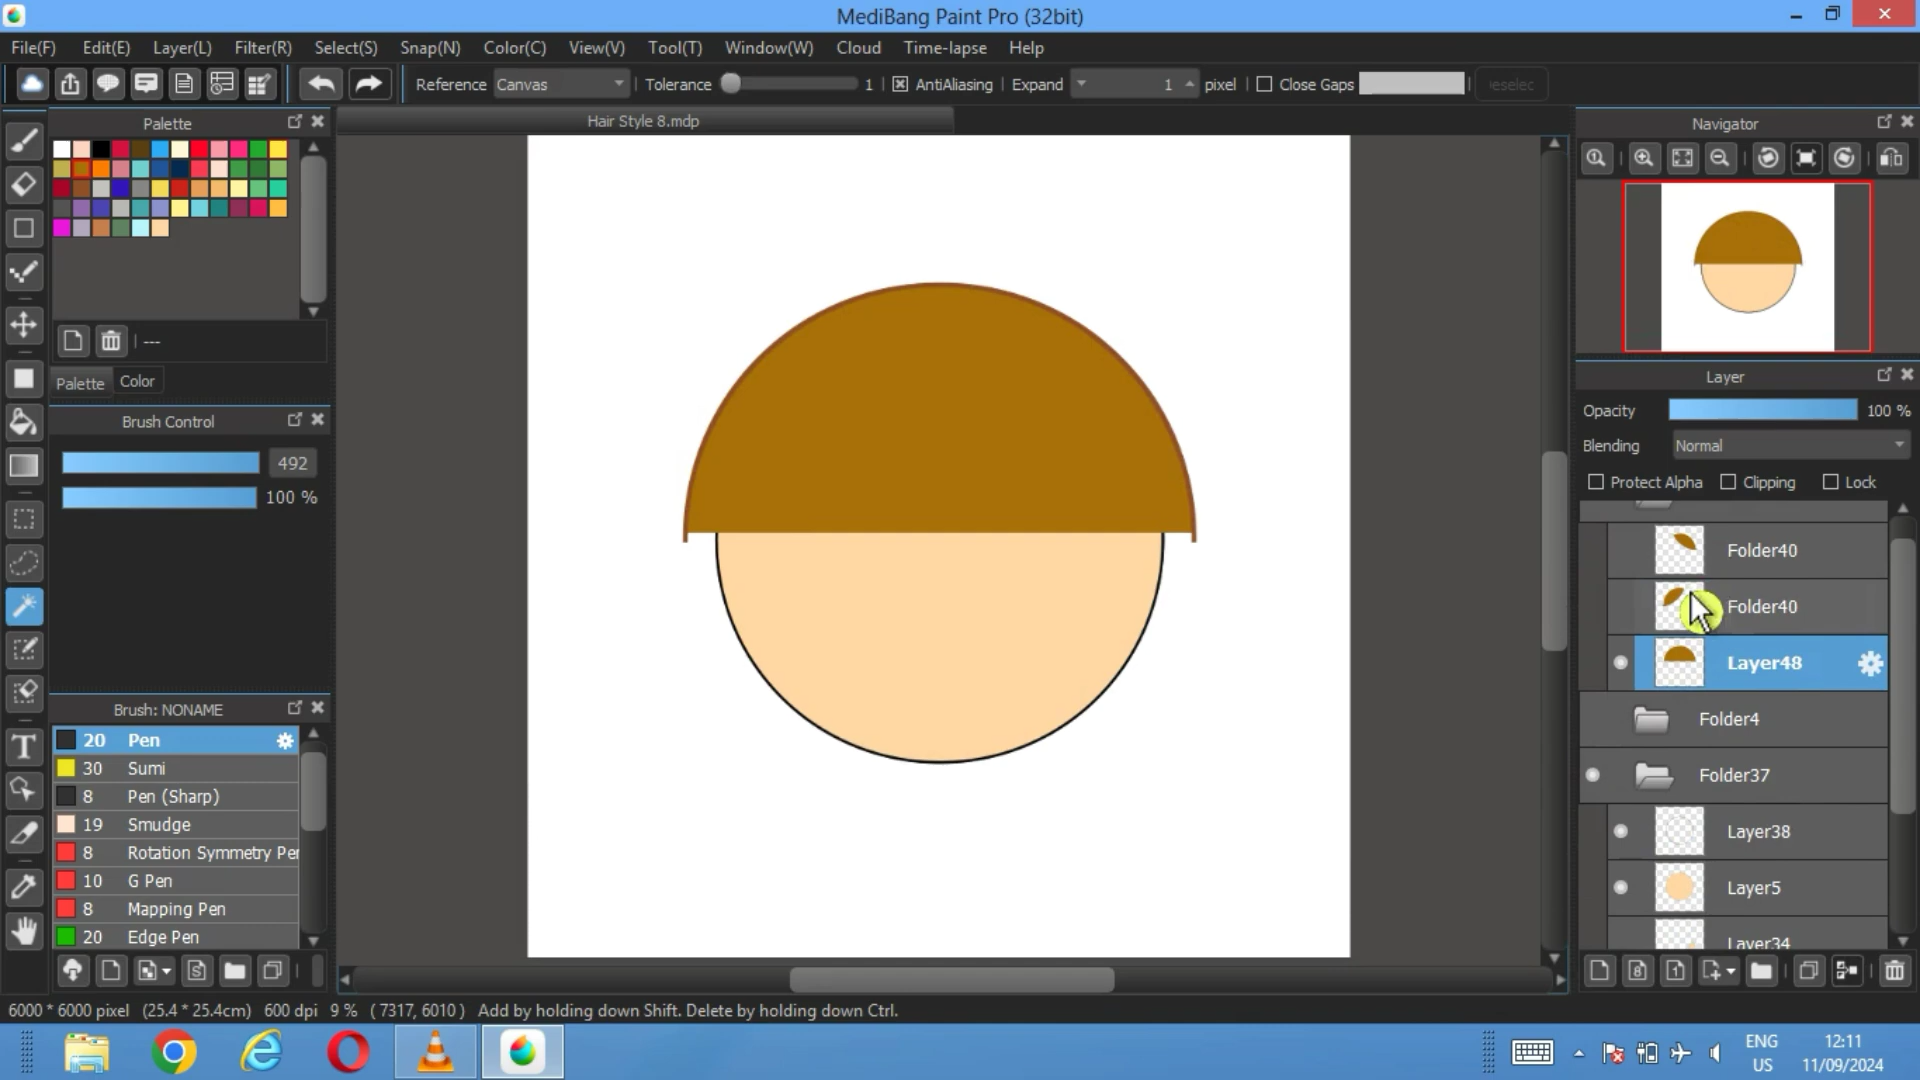 MediBang Paint Pro (32bit)
File(F) Edit(E) Layer(L) Filter(R) Select(S) Snap(N) Color(C) View(V) Tool(T) Window(W) Cloud Time-lapse Help
Reference Canvas Tolerance 1 AntiAliasing Expand 1 pixel Close Gaps
Palette
Hair Style 8.mdp
Navigator
---
Palette Color
Layer
Opacity 100 %
Brush Control
Blending Normal
492
Protect Alpha Clipping Lock
100 %
Folder40
Folder40
Layer48
Brush: NONAME
Folder4
20 Pen
30 Sumi
Folder37
8 Pen (Sharp)
19 Smudge
Layer38
8 Rotation Symmetry Per
10 G Pen
Layer5
8 Mapping Pen
20 Edge Pen
Layer34
6000 * 6000 pixel (25.4 * 25.4cm) 600 dpi 9 % ( 7317, 6010 ) Add by holding down Shift. Delete by holding down Ctrl.
ENG 12:11
US 11/09/2024